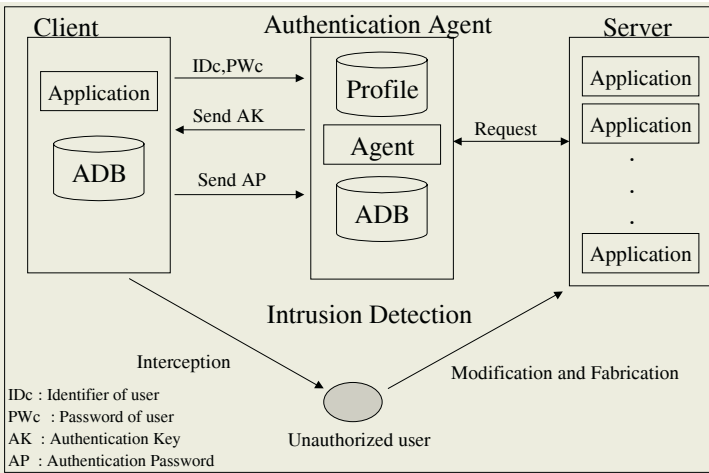 Client
Authentication Agent
Server
Application
ADB
IDc,PWc
Send AK
Send AP
Profile
Agent
ADB
Request
Application
Application
.
.
.
Application
Intrusion Detection
Interception
Modification and Fabrication
Unauthorized user
IDc : Identifier of user
PWc : Password of user
AK : Authentication Key
AP : Authentication Password